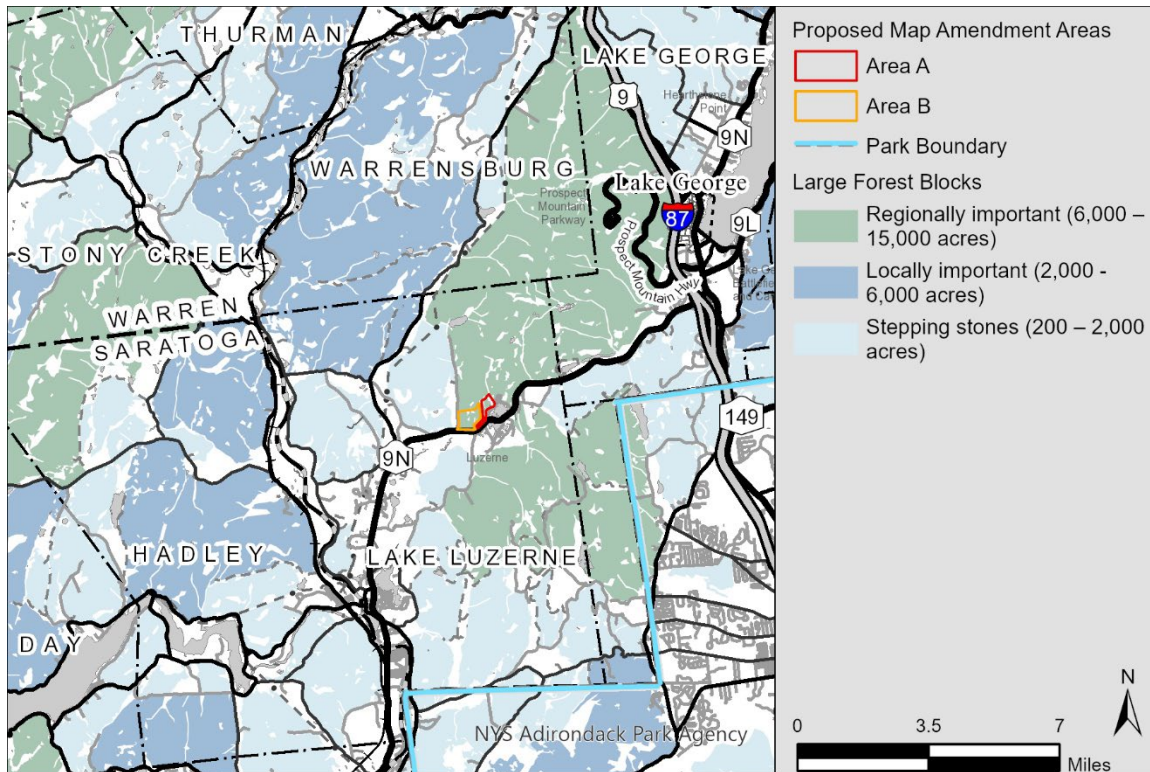 THURMAN
LAKE GEORGE
9
Hearthstone
Point
9N
WARRENSBURG
Prospect
Mountain
Parkway
Lake George
87
9L
Prospect Mountain Hwy
STONY CREEK
WARREN
SARATOGA
149
9N
Luzerne
HADLEY
LAKE LUZERNE
DAY
NYS Adirondack Park Agency
Proposed Map Amendment Areas
Area A
Area B
Park Boundary
Large Forest Blocks
Regionally important (6,000 –
15,000 acres)
Locally important (2,000 -
6,000 acres)
Stepping stones (200 – 2,000
acres)
N
0 3.5 7
Miles